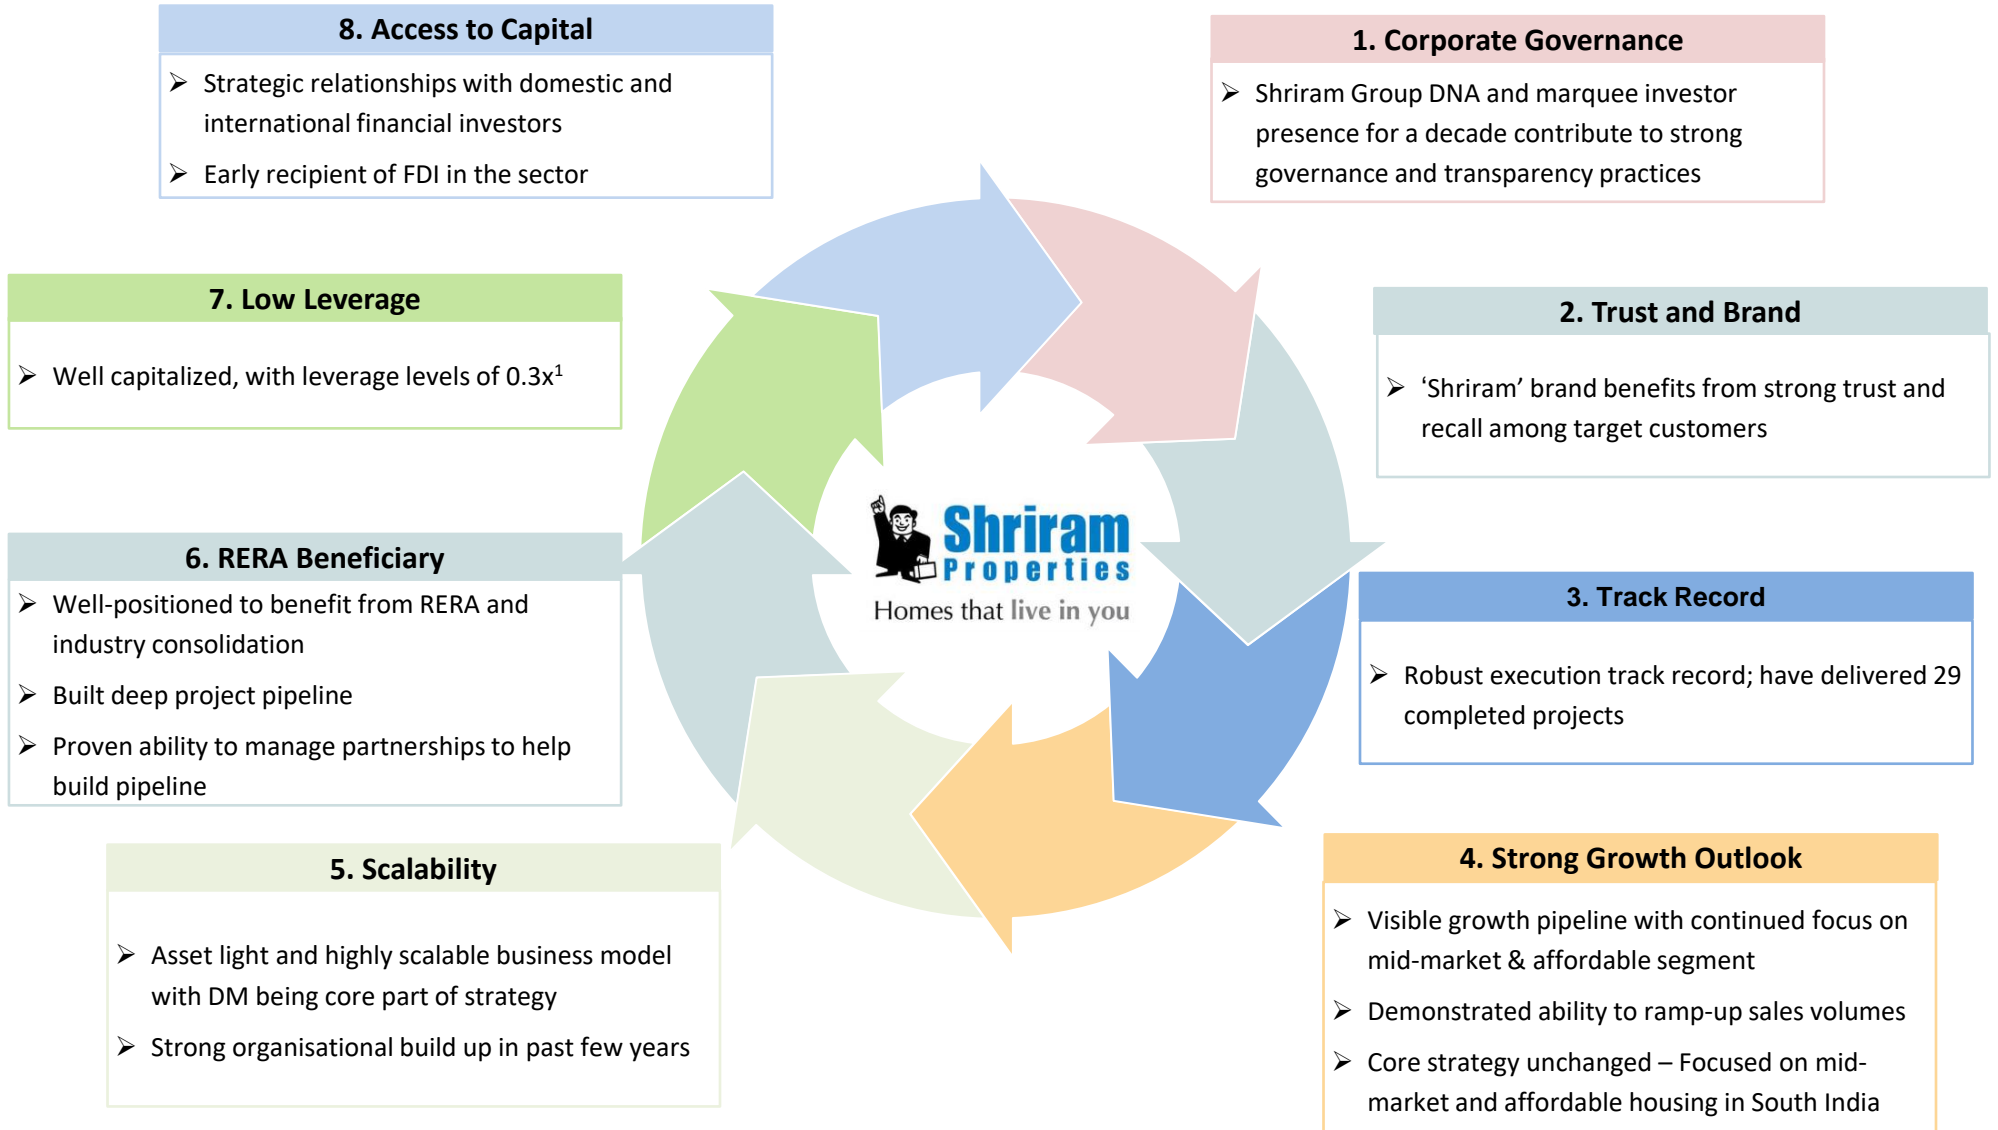 8. Access to Capital
➢ Strategic relationships with domestic and
international financial investors
➢ Early recipient of FDI in the sector
1. Corporate Governance
➢ Shriram Group DNA and marquee investor
presence for a decade contribute to strong
governance and transparency practices
7. Low Leverage
➢ Well capitalized, with leverage levels of 0.3x¹
2. Trust and Brand
➢ ‘Shriram’ brand benefits from strong trust and
recall among target customers
Shriram
Properties
Homes that live in you
6. RERA Beneficiary
➢ Well-positioned to benefit from RERA and
industry consolidation
➢ Built deep project pipeline
➢ Proven ability to manage partnerships to help
build pipeline
3. Track Record
➢ Robust execution track record; have delivered 29
completed projects
5. Scalability
➢ Asset light and highly scalable business model
with DM being core part of strategy
➢ Strong organisational build up in past few years
4. Strong Growth Outlook
➢ Visible growth pipeline with continued focus on
mid-market & affordable segment
➢ Demonstrated ability to ramp-up sales volumes
➢ Core strategy unchanged – Focused on mid-
market and affordable housing in South India